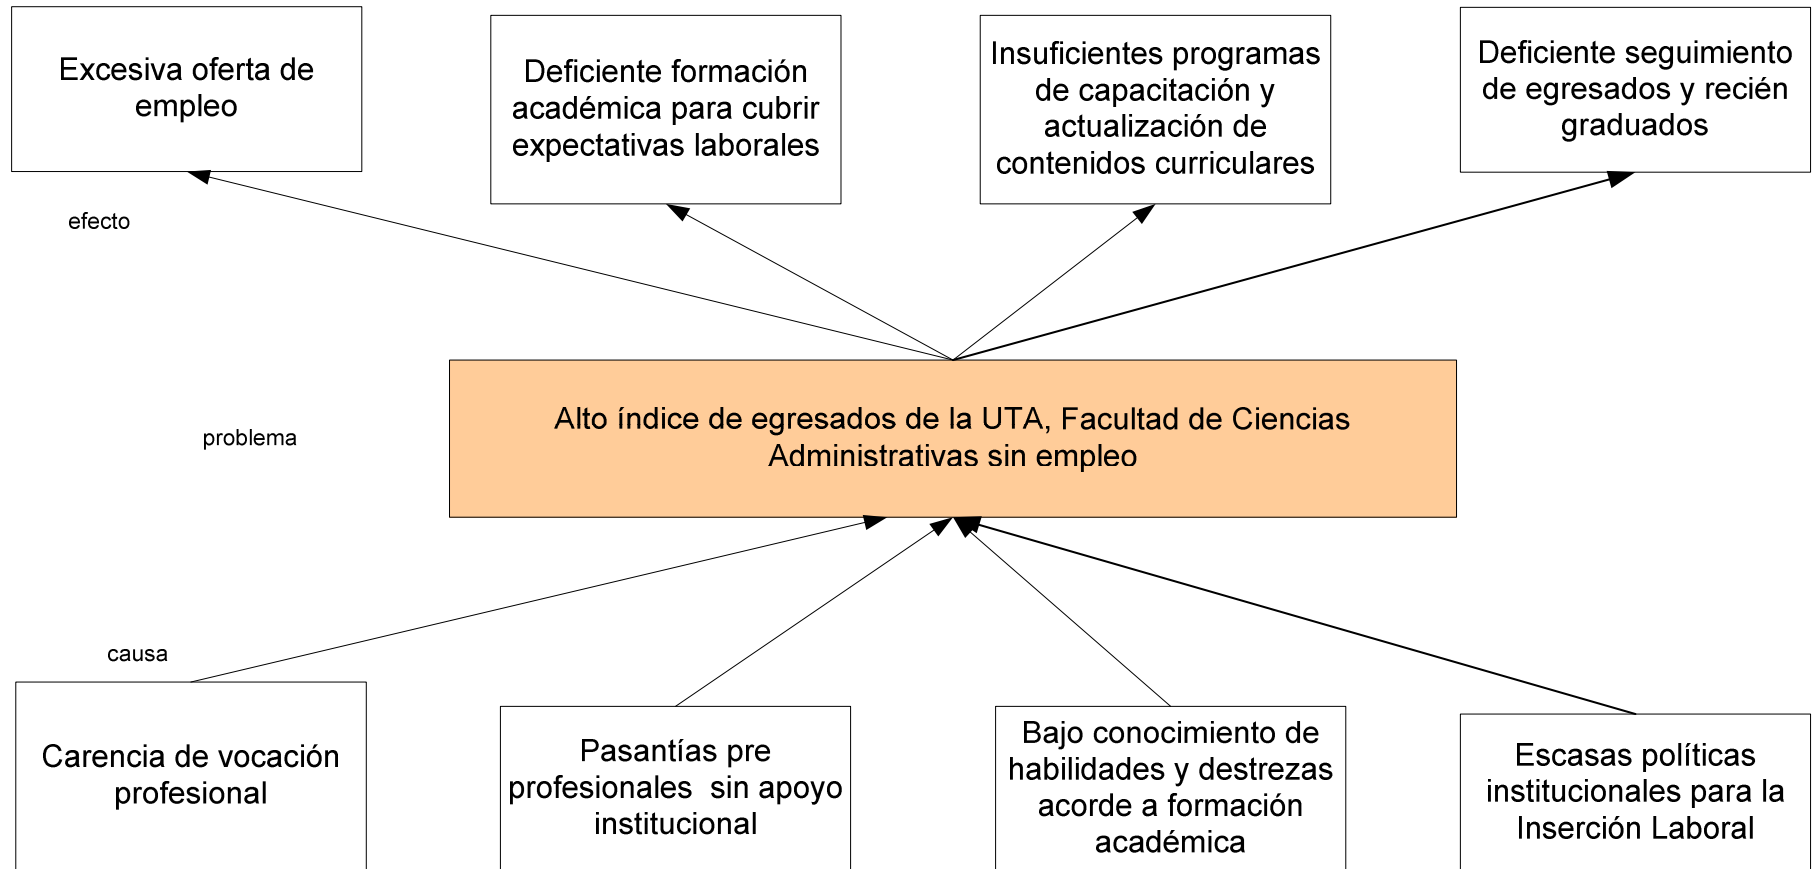 Excesiva oferta de
empleo
Deficiente formación
académica para cubrir
expectativas laborales
Insuficientes programas
de capacitación y
actualización de
contenidos curriculares
Deficiente seguimiento
de egresados y recién
graduados
efecto
problema
Alto índice de egresados de la UTA, Facultad de Ciencias
Administrativas sin empleo
causa
Carencia de vocación
profesional
Pasantías pre
profesionales  sin apoyo
institucional
Bajo conocimiento de
habilidades y destrezas
acorde a formación
académica
Escasas políticas
institucionales para la
Inserción Laboral